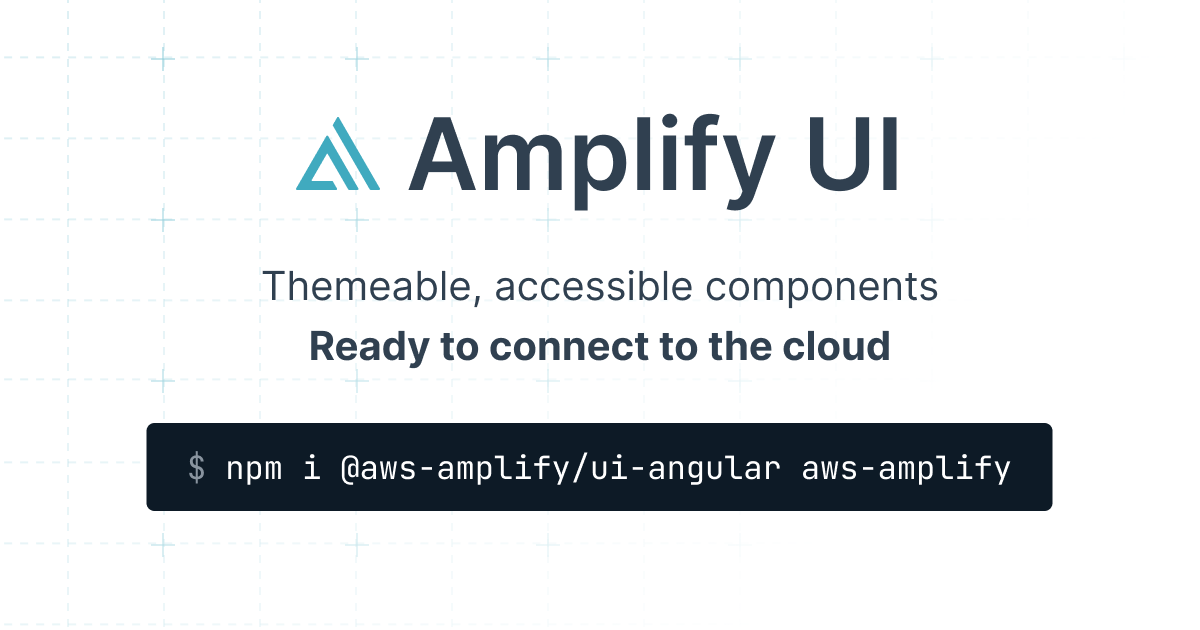 Amplify UI
Themeable, accessible components
Ready to connect to the cloud
$ npm i @aws-amplify/ui-angular aws-amplify